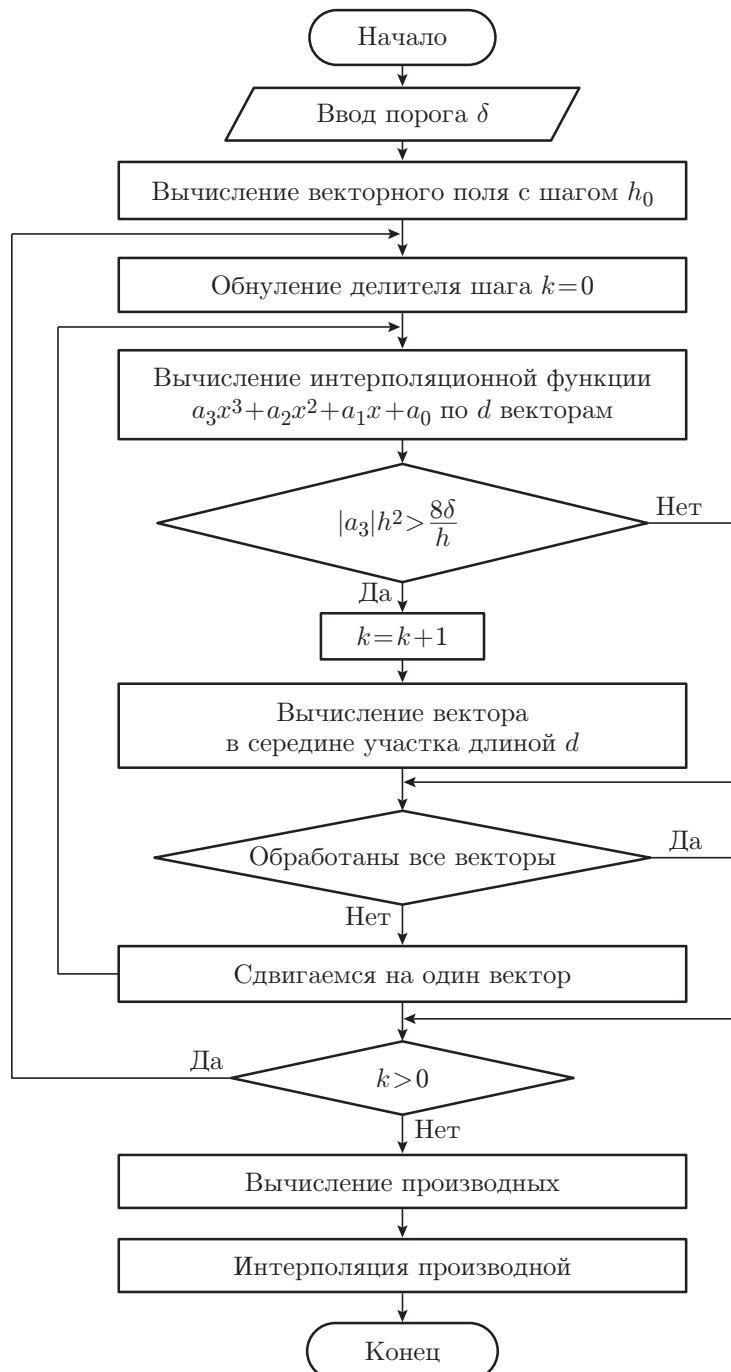 Начало
Ввод порога δ
Вычисление векторного поля с шагом h₀
Обнуление делителя шага k=0
Вычисление интерполяционной функции
a₃x³+a₂x²+a₁x+a₀ по d векторам
|a₃|h²>8δ/h
Нет
Да
k=k+1
Вычисление вектора
в середине участка длиной d
Обработаны все векторы
Да
Нет
Сдвигаемся на один вектор
Да
k>0
Нет
Вычисление производных
Интерполяция производной
Конец